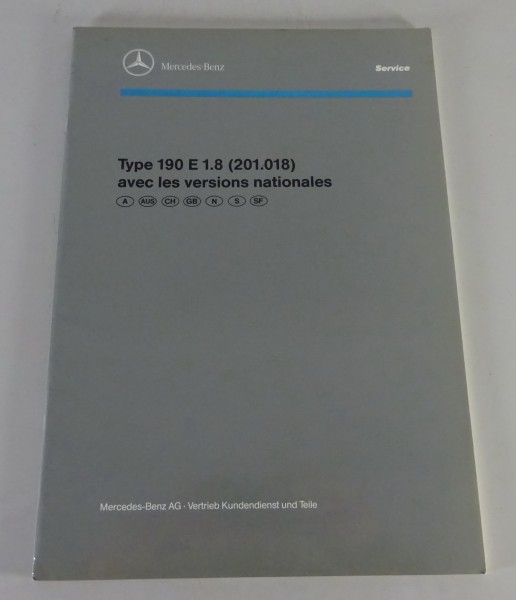 Mercedes-Benz
Service
Type 190 E 1.8 (201.018)
avec les versions nationales
A AUS CH GB N S SF
Mercedes-Benz AG · Vertrieb Kundendienst und Teile